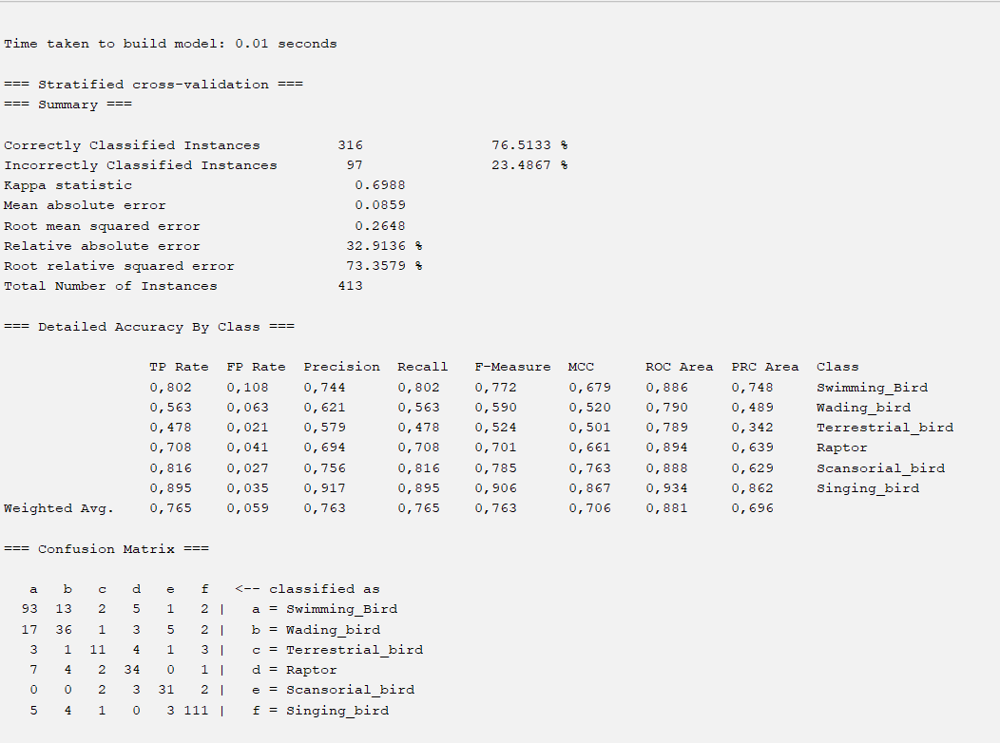 Time taken to build model: 0.01 seconds
=== Stratified cross-validation ===
=== Summary ===
Correctly Classified Instances 316 76.5133 %
Incorrectly Classified Instances 97 23.4867 %
Kappa statistic 0.6988
Mean absolute error 0.0859
Root mean squared error 0.2648
Relative absolute error 32.9136 %
Root relative squared error 73.3579 %
Total Number of Instances 413
=== Detailed Accuracy By Class ===
TP Rate FP Rate Precision Recall F-Measure MCC ROC Area PRC Area Class
0,802 0,108 0,744 0,802 0,772 0,679 0,886 0,748 Swimming_Bird
0,563 0,063 0,621 0,563 0,590 0,520 0,790 0,489 Wading_bird
0,478 0,021 0,579 0,478 0,524 0,501 0,789 0,342 Terrestrial_bird
0,708 0,041 0,694 0,708 0,701 0,661 0,894 0,639 Raptor
0,816 0,027 0,756 0,816 0,785 0,763 0,888 0,629 Scansorial_bird
0,895 0,035 0,917 0,895 0,906 0,867 0,934 0,862 Singing_bird
Weighted Avg. 0,765 0,059 0,763 0,765 0,763 0,706 0,881 0,696
=== Confusion Matrix ===
a b c d e f <-- classified as
93 13 2 5 1 2 | a = Swimming_Bird
17 36 1 3 5 2 | b = Wading_bird
3 1 11 4 1 3 | c = Terrestrial_bird
7 4 2 34 0 1 | d = Raptor
0 0 2 3 31 2 | e = Scansorial_bird
5 4 1 0 3 111 | f = Singing_bird